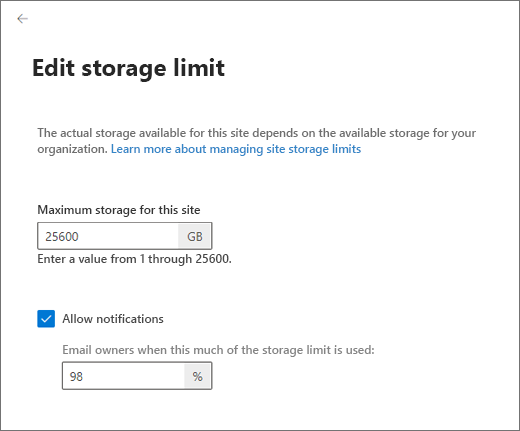 Edit storage limit
The actual storage available for this site depends on the available storage for your
organization. Learn more about managing site storage limits
Maximum storage for this site
25600 GB
Enter a value from 1 through 25600.
Allow notifications
Email owners when this much of the storage limit is used:
98 %